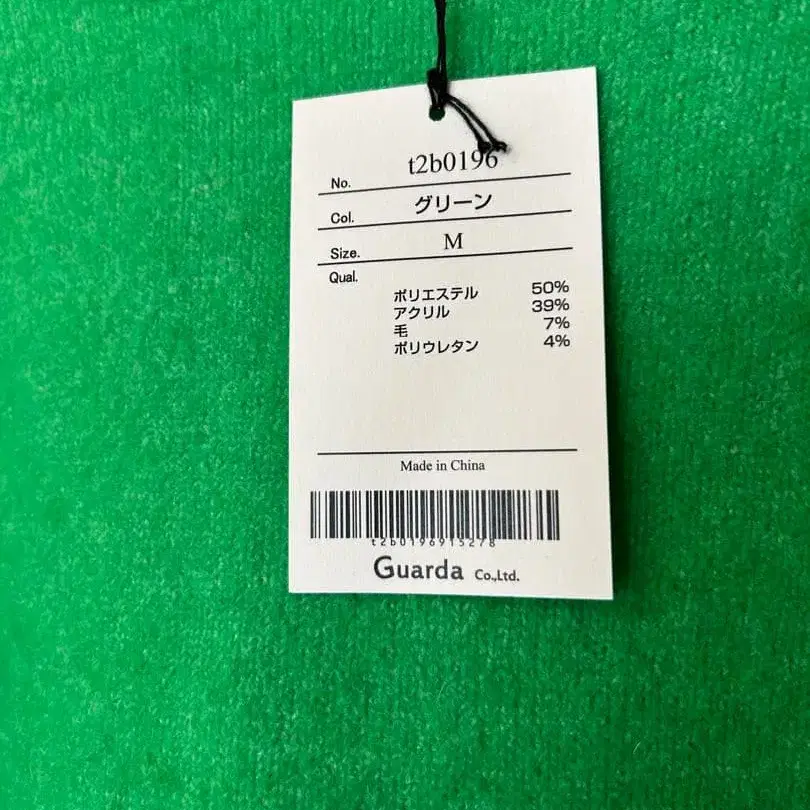 No. t2b0196
Col. グリーン
Size. M
Qual.
ポリエステル 50%
アクリル 39%
毛 7%
ポリウレタン 4%
Made in China
t2b0196915278
Guarda Co.,Ltd.